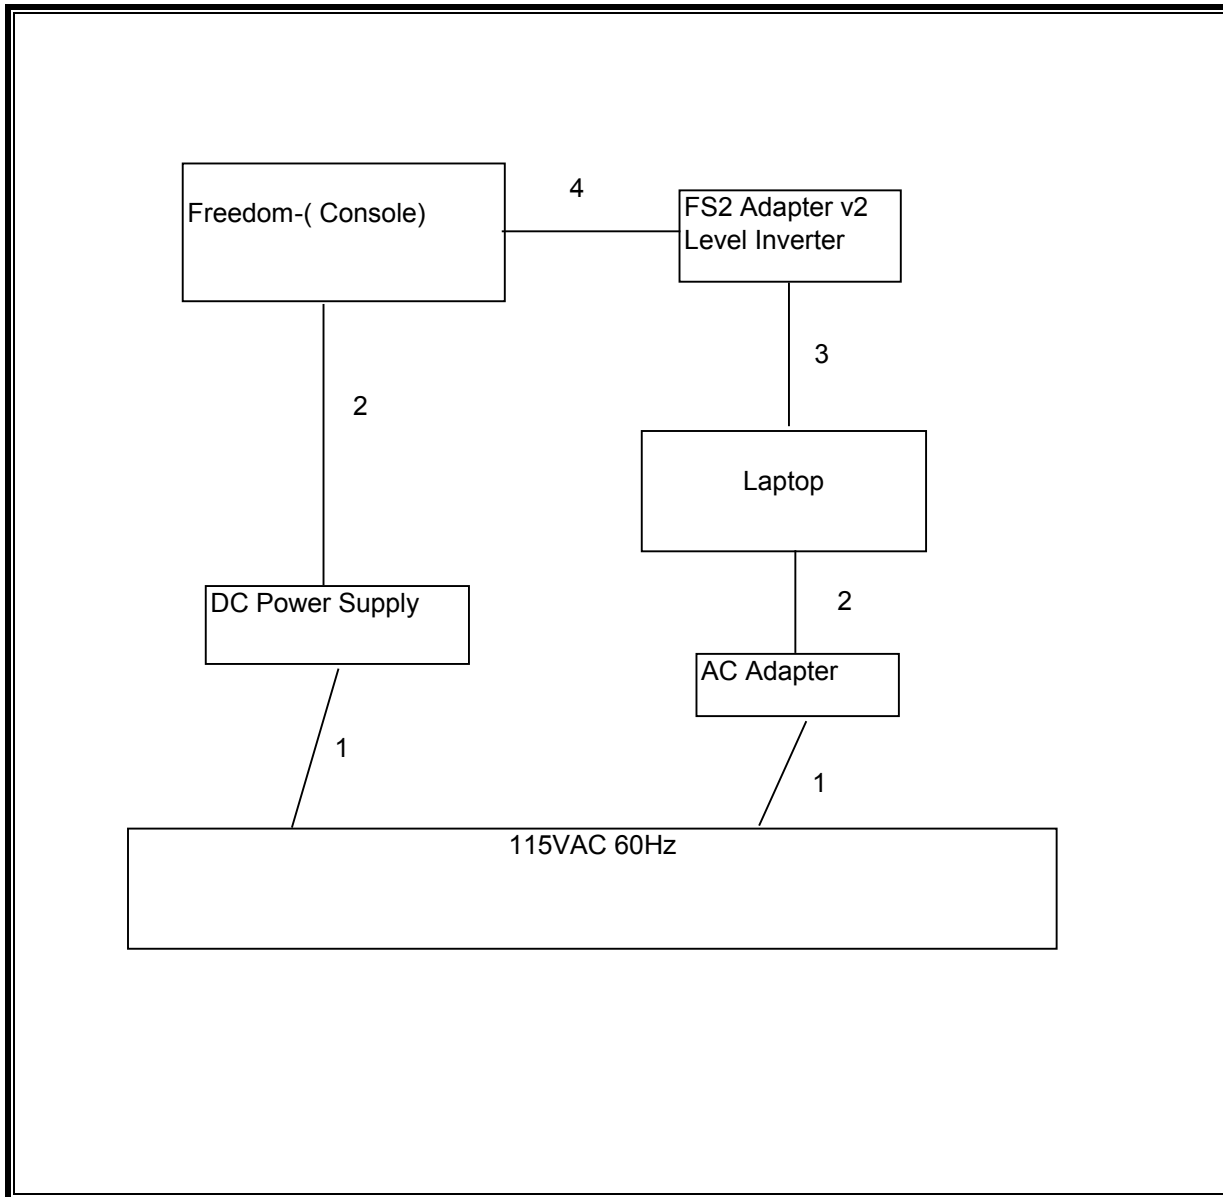 Freedom-( Console)
4
FS2 Adapter v2
Level Inverter
3
2
Laptop
2
DC Power Supply
AC Adapter
1
1
115VAC 60Hz